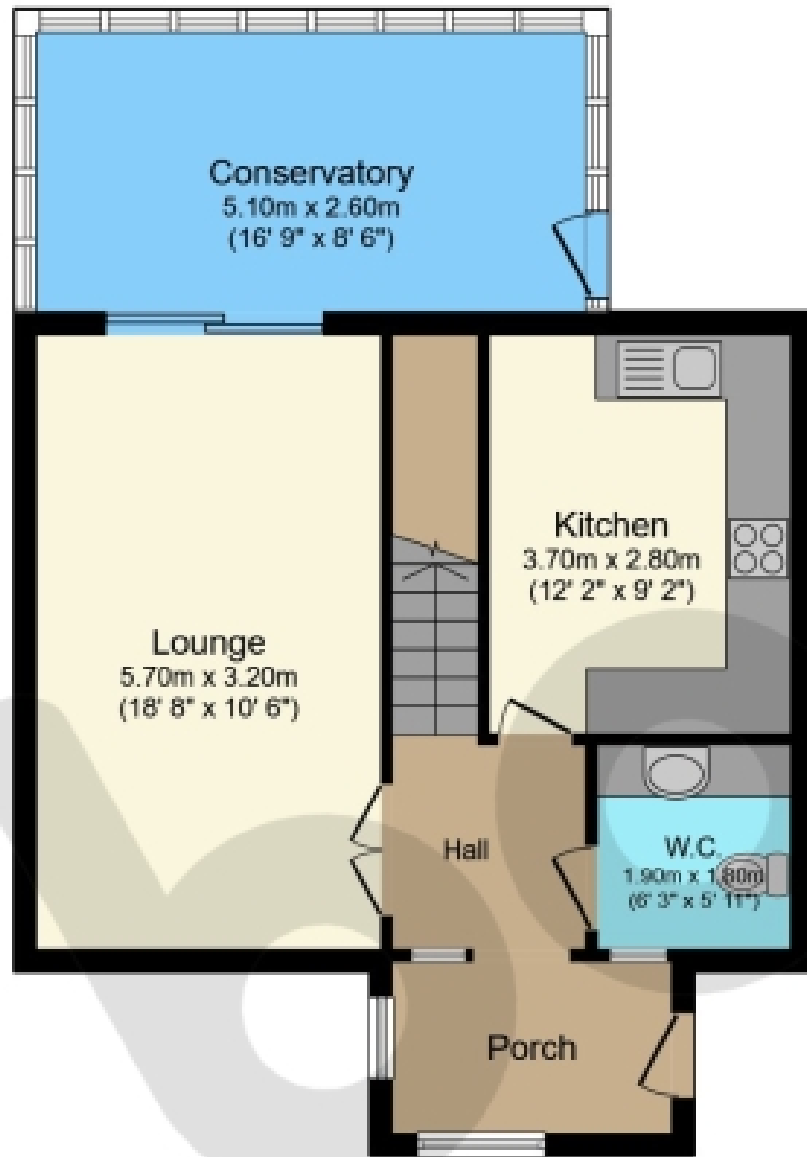 Conservatory
5.10m x 2.60m
(16' 9" x 8' 6")
Kitchen
3.70m x 2.80m
(12' 2" x 9' 2")
Lounge
5.70m x 3.20m
(18' 8" x 10' 6")
Hall
W.C.
1.90m x 1.80m
(6' 3" x 5' 11")
Porch